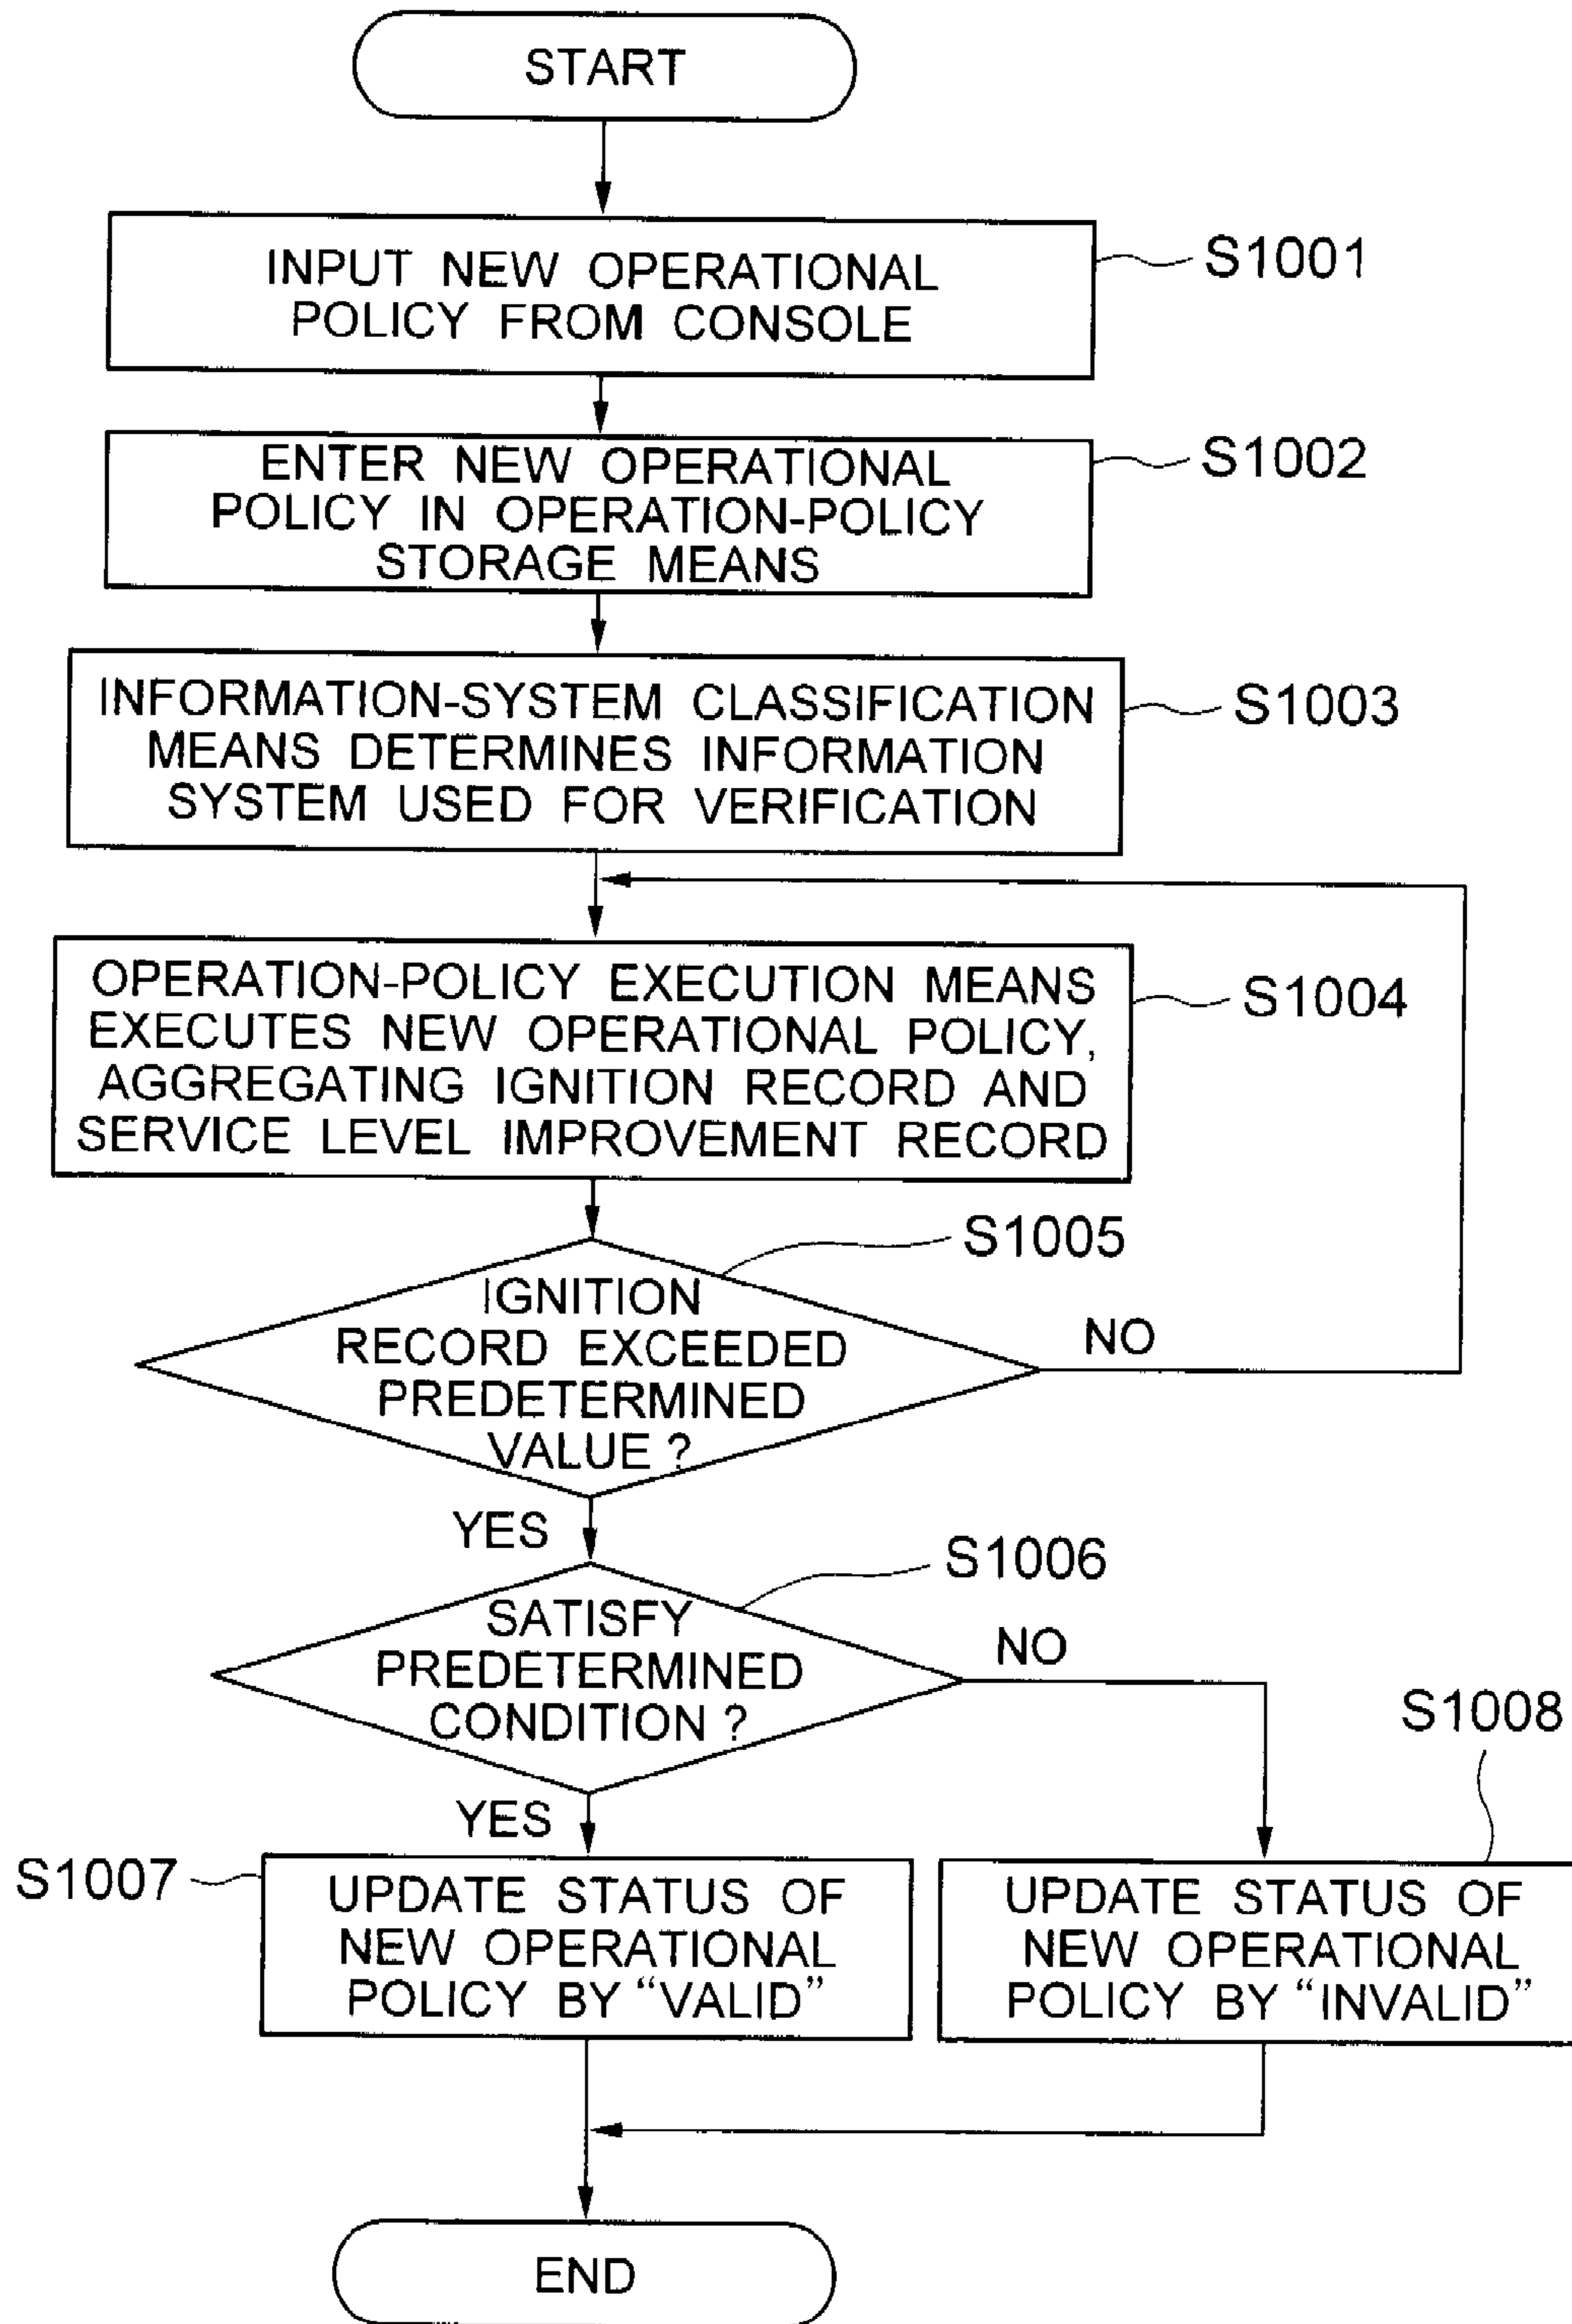 START
INPUT NEW OPERATIONAL
POLICY FROM CONSOLE
S1001
ENTER NEW OPERATIONAL
POLICY IN OPERATION-POLICY
STORAGE MEANS
S1002
INFORMATION-SYSTEM CLASSIFICATION
MEANS DETERMINES INFORMATION
SYSTEM USED FOR VERIFICATION
S1003
OPERATION-POLICY EXECUTION MEANS
EXECUTES NEW OPERATIONAL POLICY,
AGGREGATING IGNITION RECORD AND
SERVICE LEVEL IMPROVEMENT RECORD
S1004
IGNITION
RECORD EXCEEDED
PREDETERMINED
VALUE ?
S1005
NO
YES
SATISFY
PREDETERMINED
CONDITION ?
S1006
NO
YES
S1007
UPDATE STATUS OF
NEW OPERATIONAL
POLICY BY “VALID”
S1008
UPDATE STATUS OF
NEW OPERATIONAL
POLICY BY “INVALID”
END